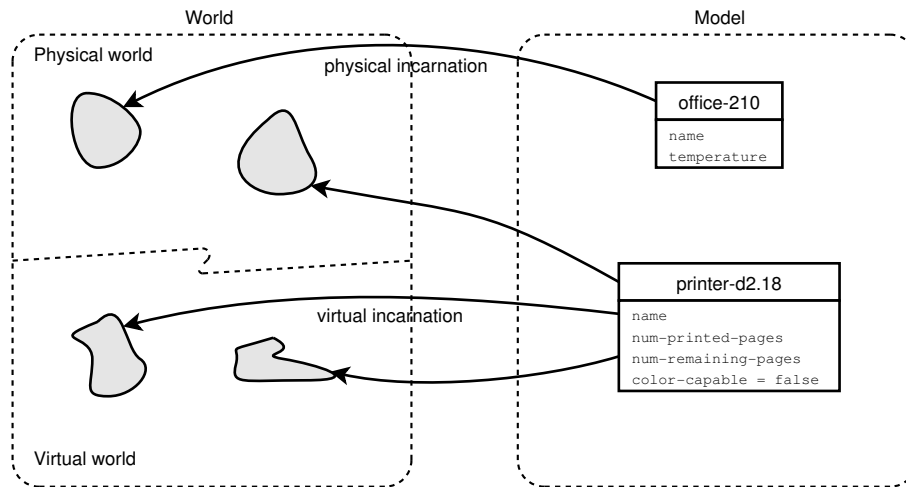 World
Model
Physical world
physical incarnation
office-210
name
temperature
printer-d2.18
name
num-printed-pages
num-remaining-pages
color-capable = false
virtual incarnation
Virtual world